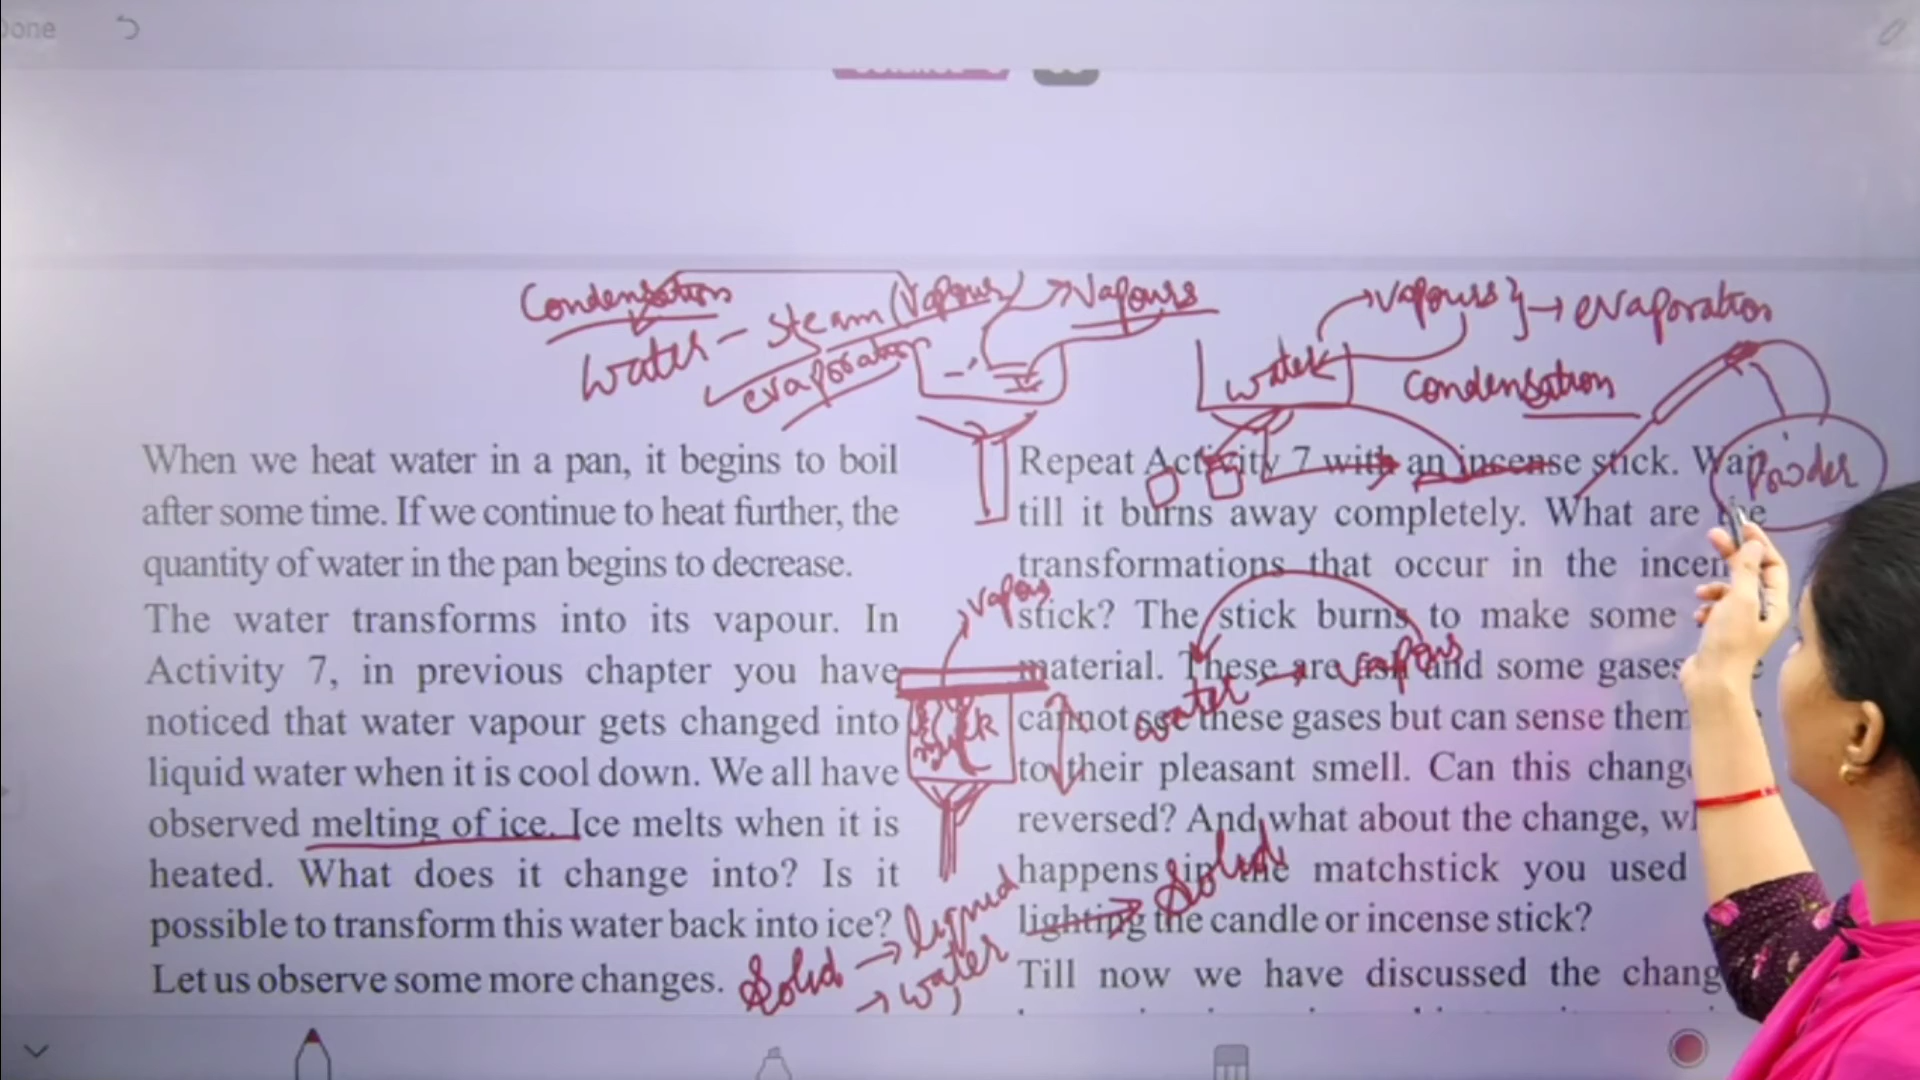 Done
Condensation
Water - Steam (Vapours)
evaporation
Vapours
vapours } → evaporation
water
Condensation
Powder
When we heat water in a pan, it begins to boil
after some time. If we continue to heat further, the
quantity of water in the pan begins to decrease.
The water transforms into its vapour. In
Activity 7, in previous chapter you have
noticed that water vapour gets changed into
liquid water when it is cool down. We all have
observed melting of ice. Ice melts when it is
heated. What does it change into? Is it
possible to transform this water back into ice?
Let us observe some more changes.
vapours
Solid → liquid → Solid
→ water
Repeat Activity 7 with an incense stick. Wait
till it burns away completely. What are the
transformations that occur in the incen
stick? The stick burns to make some
material. These are ash and some gases.
cannot see these gases but can sense them
to their pleasant smell. Can this chang
reversed? And what about the change, wh
happens in the matchstick you used
lighting the candle or incense stick?
Till now we have discussed the chang
water → vapours